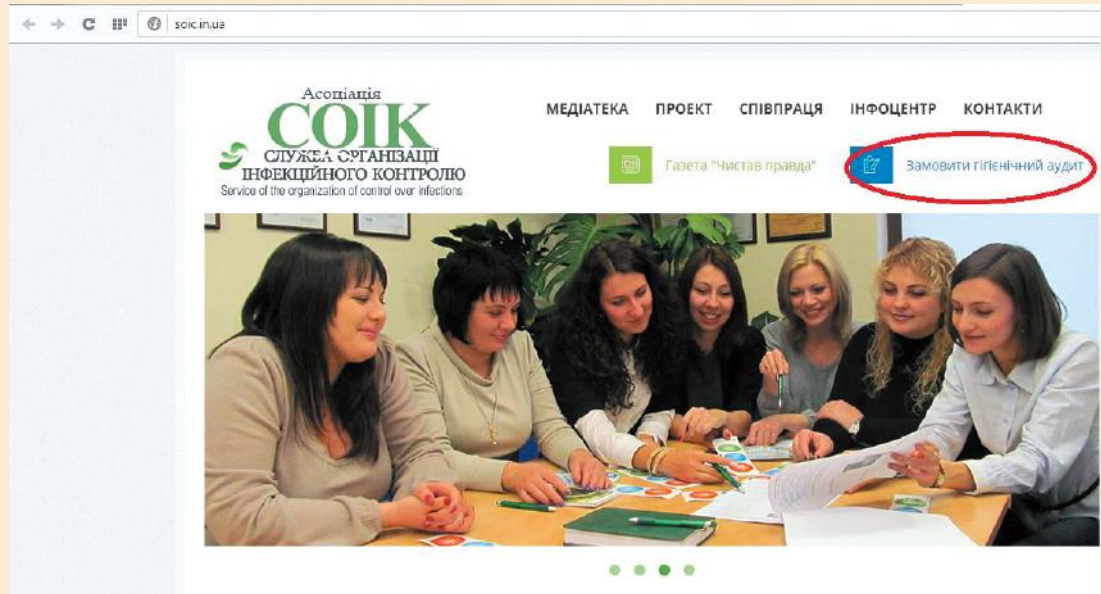 soic.in.ua
Асоціація
СОІК
СЛУЖБА ОРГАНІЗАЦІЇ
ІНФЕКЦІЙНОГО КОНТРОЛЮ
Service of the organization of control over infections
МЕДІАТЕКА ПРОЕКТ СПІВПРАЦЯ ІНФОЦЕНТР КОНТАКТИ
Газета "Чистав правда" Замовити гігієнічний аудит